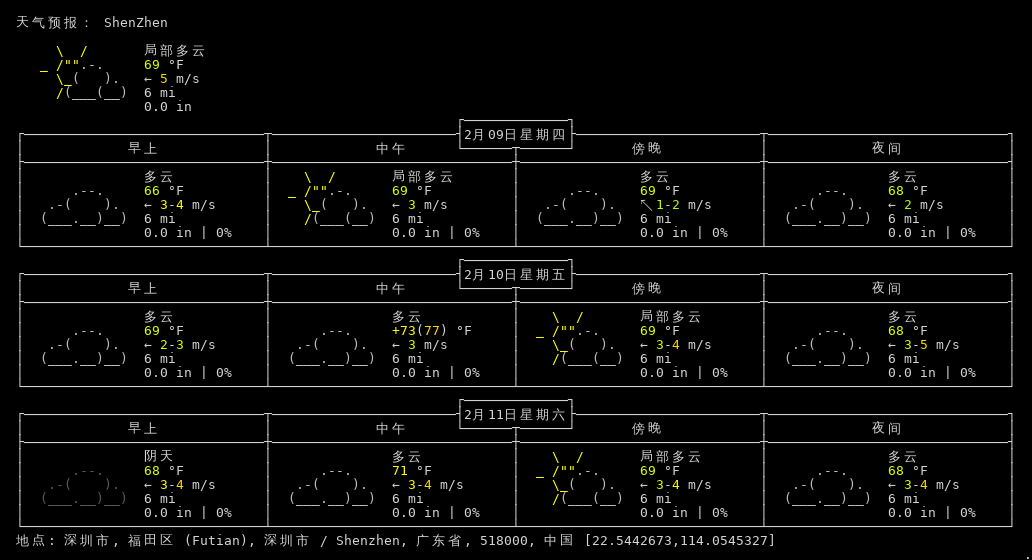 天气预报： ShenZhen
局部多云
69 °F
← 5 m/s
6 mi
0.0 in
2月09日星期四
早上 中午 傍晚 夜间
多云 局部多云 多云 多云
66 °F 69 °F 69 °F 68 °F
← 3-4 m/s ← 3 m/s ↖ 1-2 m/s ← 2 m/s
6 mi 6 mi 6 mi 6 mi
0.0 in | 0% 0.0 in | 0% 0.0 in | 0% 0.0 in | 0%
2月10日星期五
早上 中午 傍晚 夜间
多云 多云 局部多云 多云
69 °F +73(77) °F 69 °F 68 °F
← 2-3 m/s ← 3 m/s ← 3-4 m/s ← 3-5 m/s
6 mi 6 mi 6 mi 6 mi
0.0 in | 0% 0.0 in | 0% 0.0 in | 0% 0.0 in | 0%
2月11日星期六
早上 中午 傍晚 夜间
阴天 多云 局部多云 多云
68 °F 71 °F 69 °F 68 °F
← 3-4 m/s ← 3-4 m/s ← 3-4 m/s ← 3-4 m/s
6 mi 6 mi 6 mi 6 mi
0.0 in | 0% 0.0 in | 0% 0.0 in | 0% 0.0 in | 0%
地点: 深圳市, 福田区 (Futian), 深圳市 / Shenzhen, 广东省, 518000, 中国 [22.5442673,114.0545327]